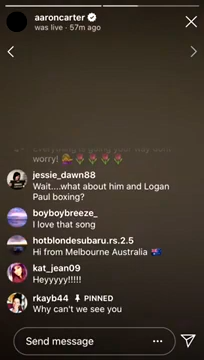 aaroncarter
was live · 57m ago
worry! 💐🌷🌷🌷🌷
jessie_dawn88
Wait....what about him and Logan
Paul boxing?
boyboybreeze_
I love that song
hotblondesubaru.rs.2.5
Hi from Melbourne Australia 🇦🇺
kat_jean09
Heyyyyy!!!!!
rkayb44 📌 PINNED
Why can't we see you
Send message ...